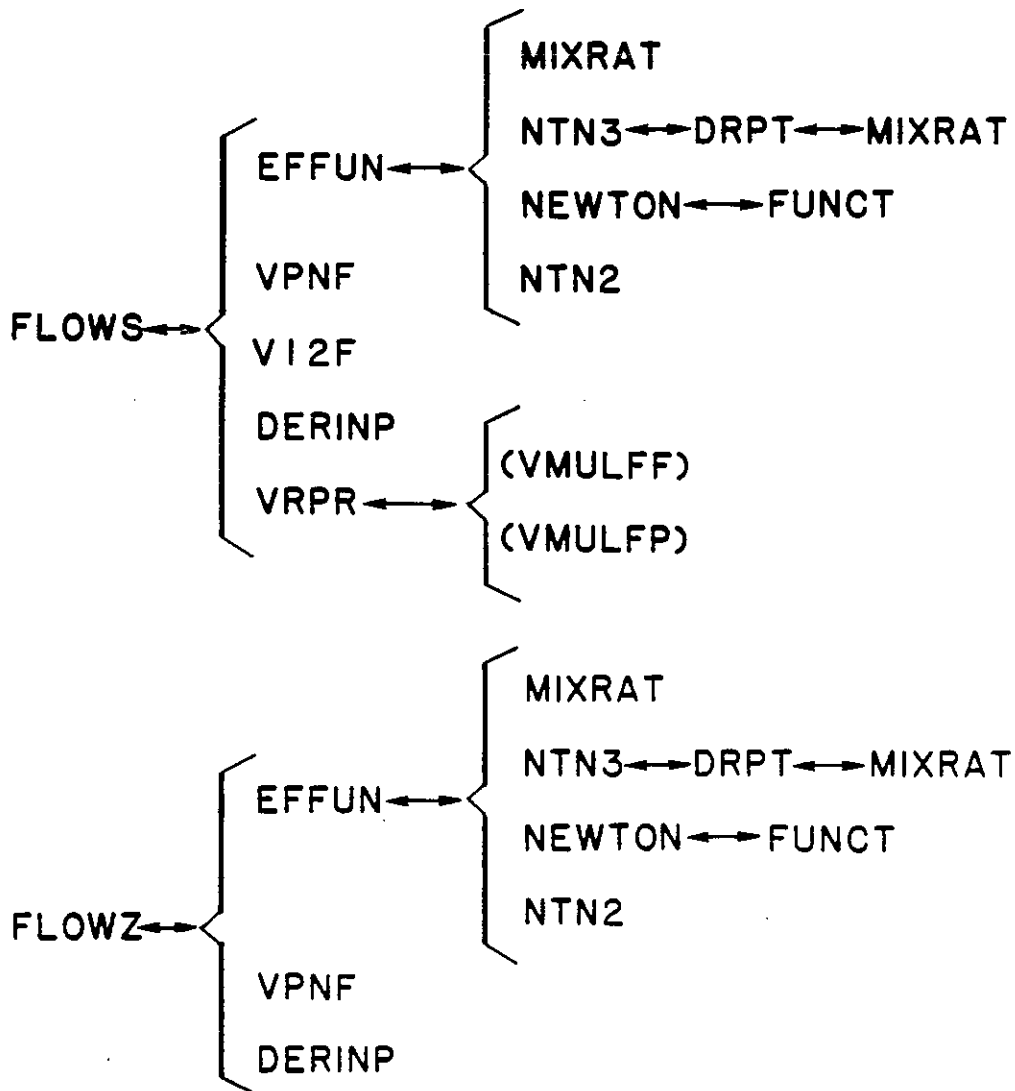 MIXRAT
NTN3 DRPT MIXRAT
EFFUN
NEWTON FUNCT
VPNF
NTN2
FLOWS
VI2F
DERINP
(VMULFF)
VRPR
(VMULFP)
MIXRAT
NTN3 DRPT MIXRAT
EFFUN
NEWTON FUNCT
NTN2
FLOWZ
VPNF
DERINP